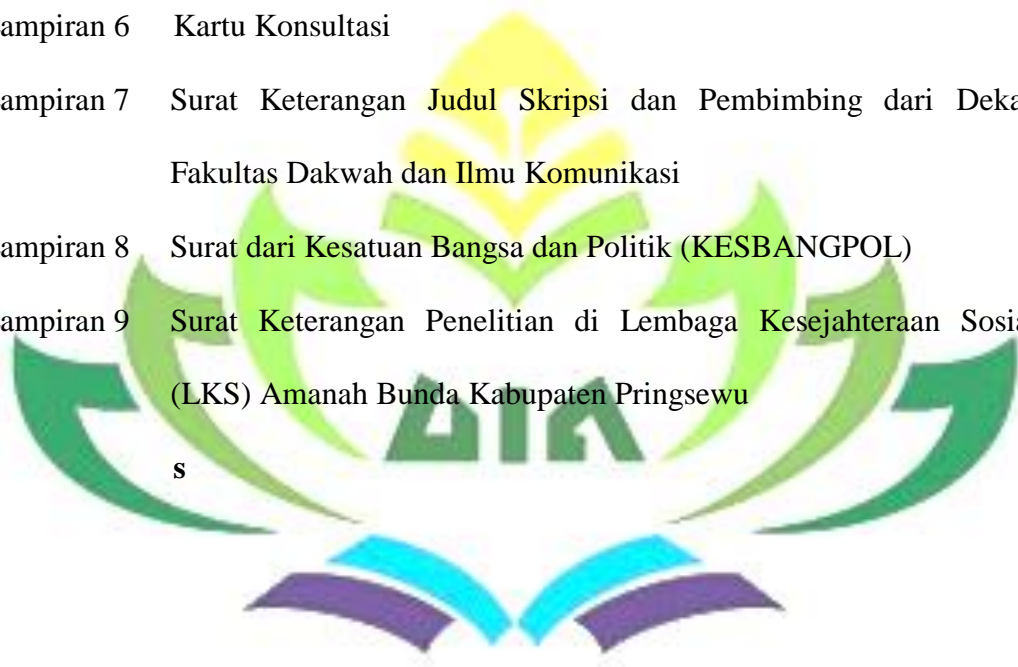 ampiran 6 Kartu Konsultasi
ampiran 7 Surat Keterangan Judul Skripsi dan Pembimbing dari Deka
Fakultas Dakwah dan Ilmu Komunikasi
ampiran 8 Surat dari Kesatuan Bangsa dan Politik (KESBANGPOL)
ampiran 9 Surat Keterangan Penelitian di Lembaga Kesejahteraan Sosia
(LKS) Amanah Bunda Kabupaten Pringsewu
s